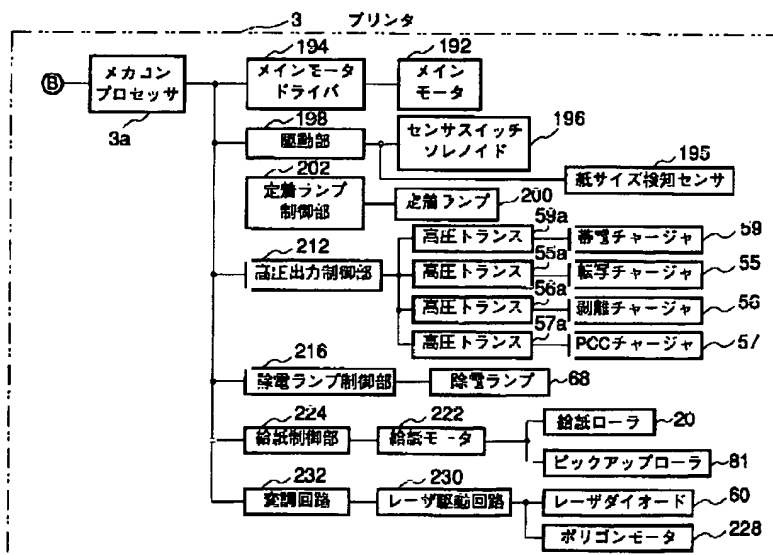 3 プリンタ
B
メカコン
プロセッサ
3a
194
メインモータ
ドライバ
192
メイン
モータ
198
駆動部
センサスイッチ
ソレノイド
196
195
紙サイズ検知センサ
202
定着ランプ
制御部
定着ランプ
200
212
高圧出力制御部
高圧トランス
59a
帯電チャージャ
59
高圧トランス
55a
転写チャージャ
55
高圧トランス
56a
剥離チャージャ
56
高圧トランス
57a
PCCチャージャ
57
216
除電ランプ制御部
除電ランプ
68
224
給紙制御部
222
給紙モータ
給紙ローラ
20
ピックアップローラ
81
232
変調回路
230
レーザ駆動回路
レーザダイオード
60
ポリゴンモータ
228